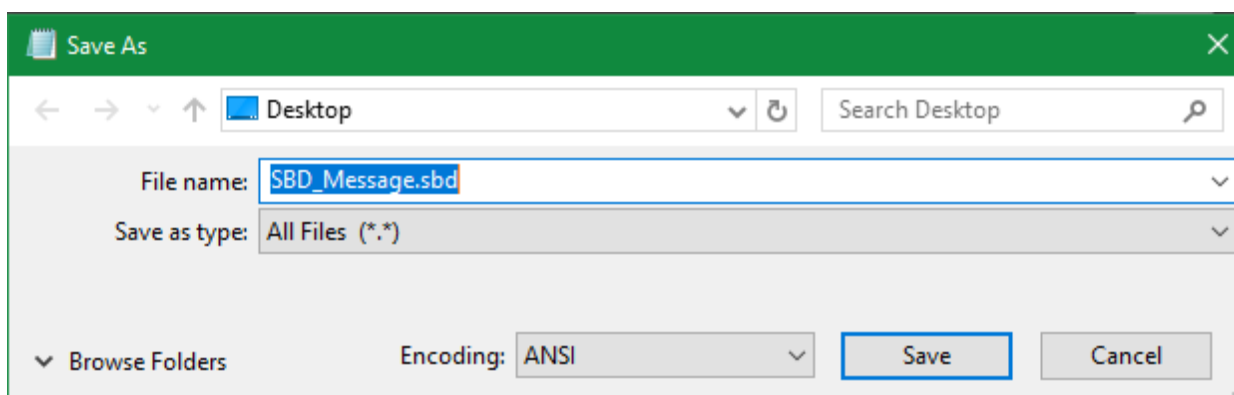 Save As
Desktop
Search Desktop
File name: SBD_Message.sbd
Save as type: All Files (*.*)
Browse Folders
Encoding: ANSI
Save
Cancel